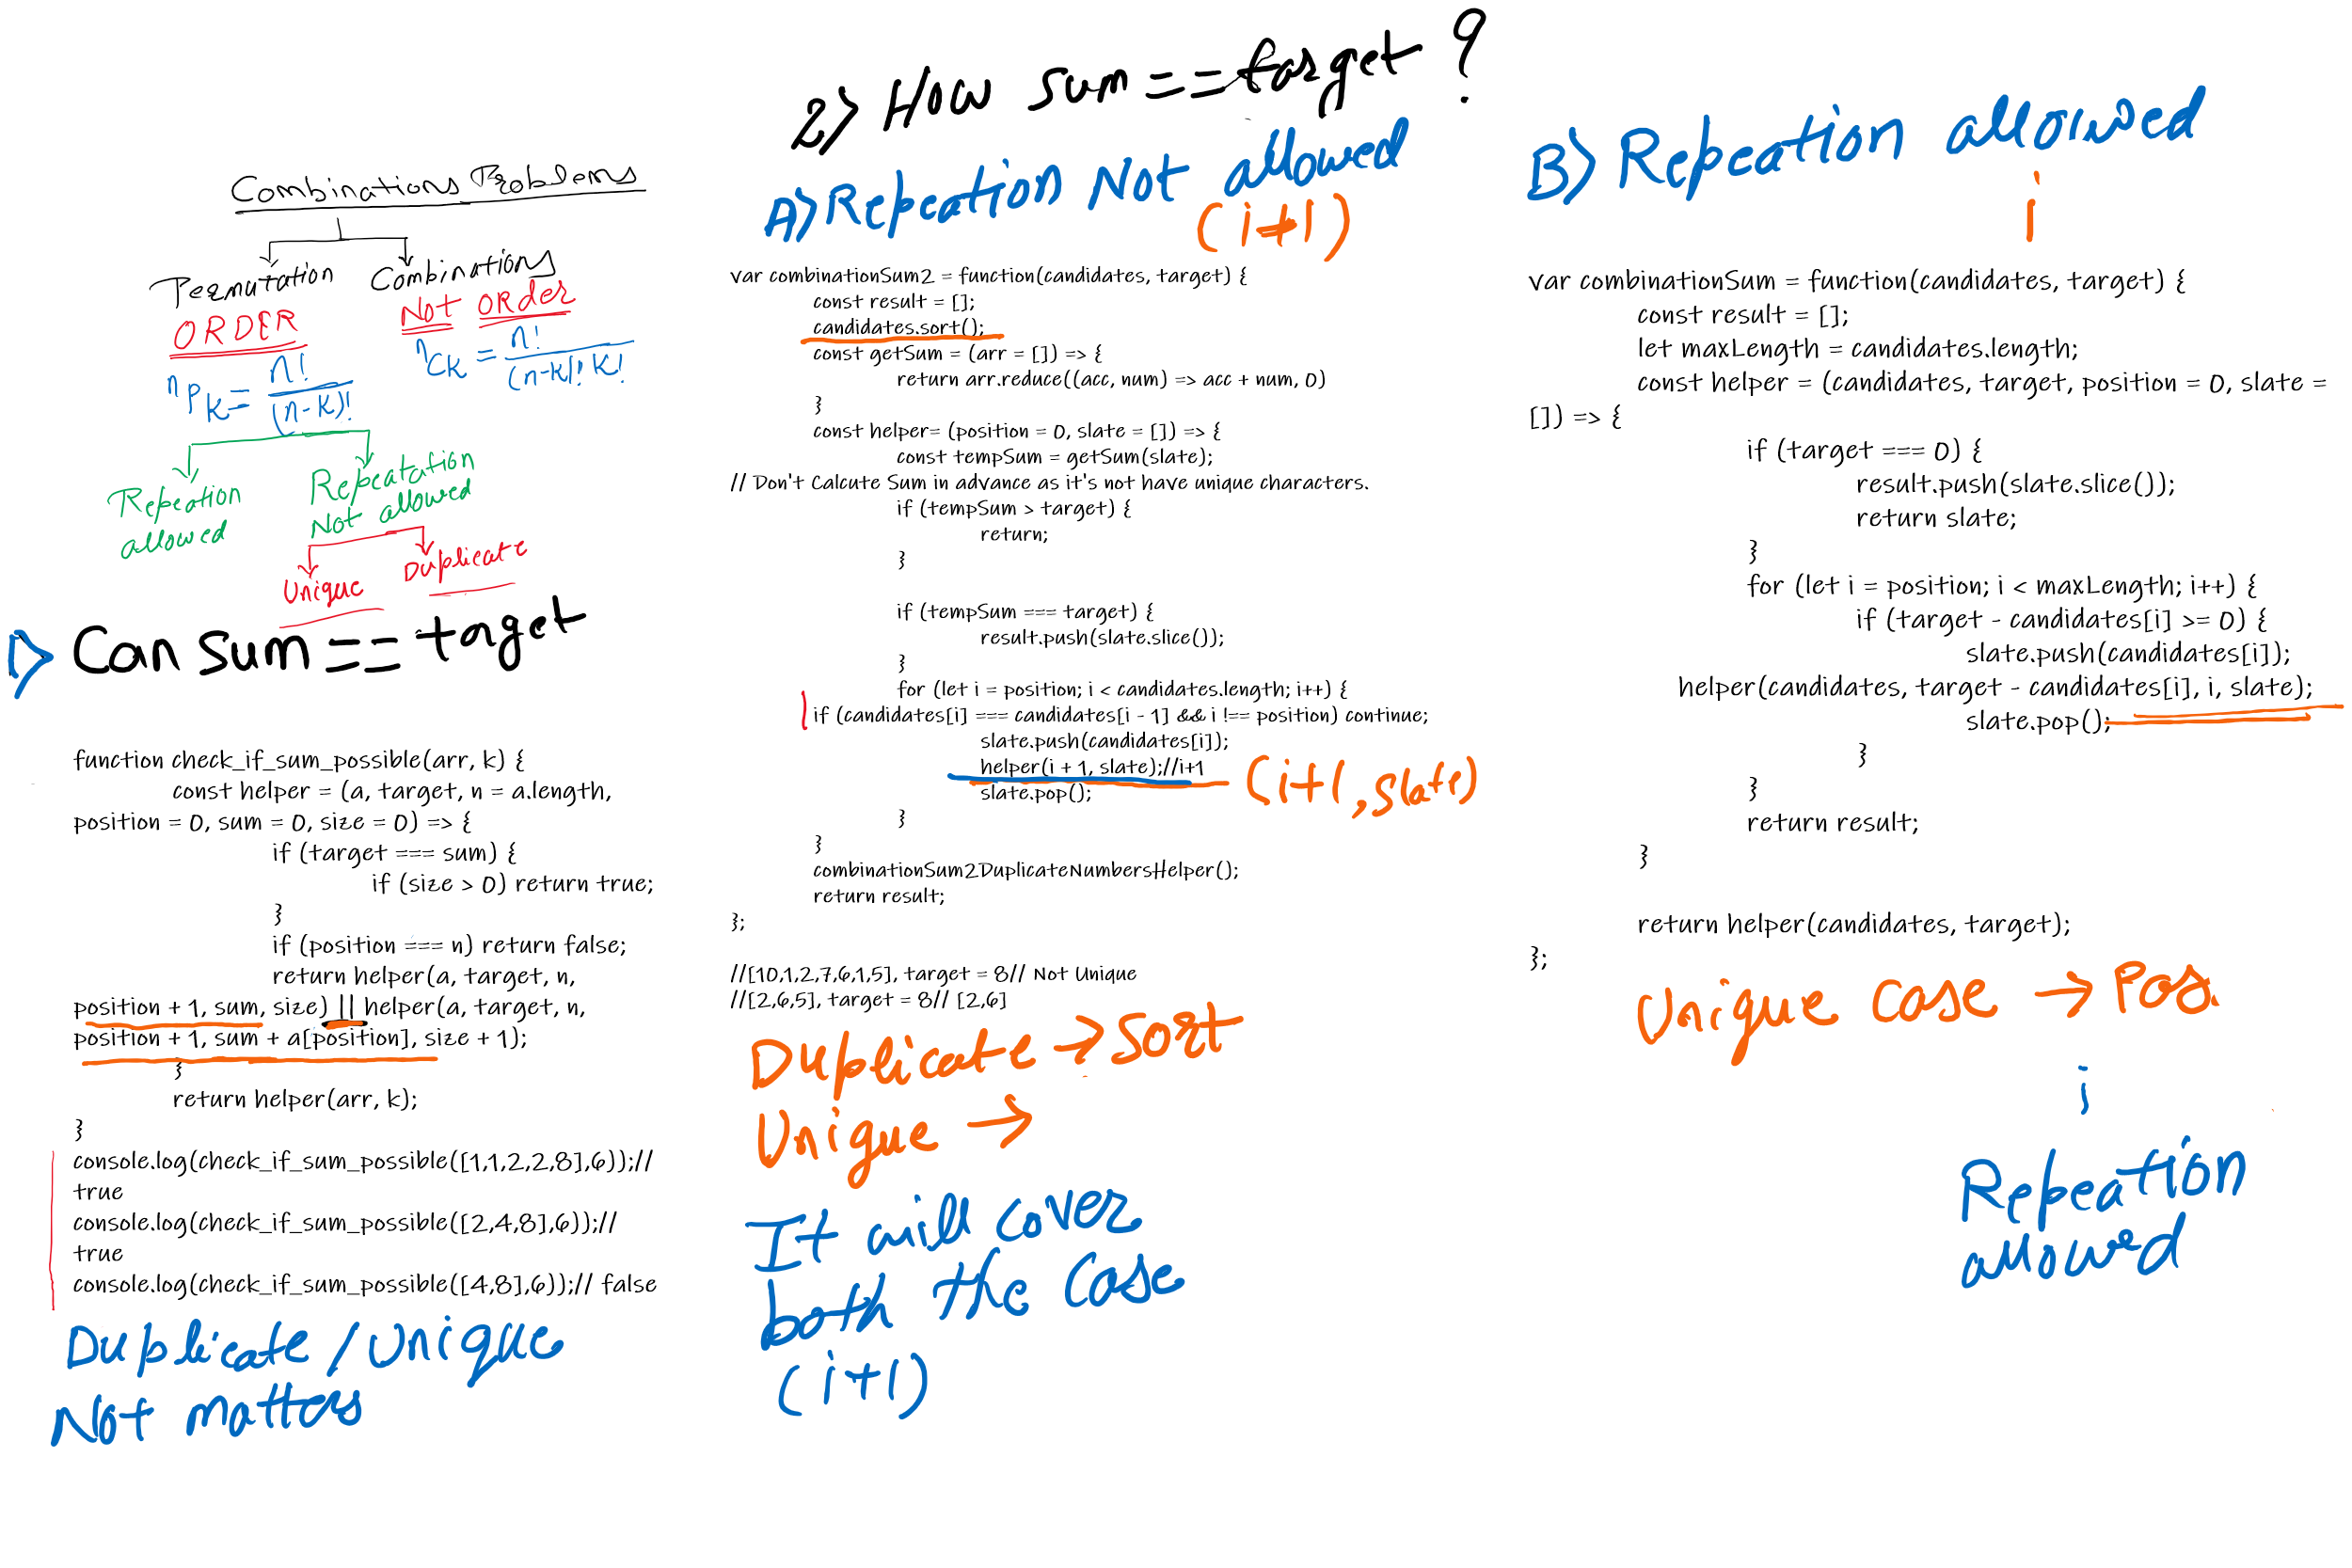 Combinations Problems
Permutation
ORDER
nPk = n!
(n-k)!
Combinations
Not ORDER
nCk = n!
(n-k)! k!
Repeation
allowed
Repeatation
Not allowed
Unique
Duplicate
1> Can sum == target
function check_if_sum_possible(arr, k) {
const helper = (a, target, n = a.length,
position = 0, sum = 0, size = 0) => {
if (target === sum) {
if (size > 0) return true;
}
if (position === n) return false;
return helper(a, target, n,
position + 1, sum, size) || helper(a, target, n,
position + 1, sum + a[position], size + 1);
}
return helper(arr, k);
}
console.log(check_if_sum_possible([1,1,2,2,8],6));//
true
console.log(check_if_sum_possible([2,4,8],6));//
true
console.log(check_if_sum_possible([4,8],6));// false
Duplicate / Unique
Not matters
2> How sum == target ?
A> Repeation Not allowed
(i+1)
var combinationSum2 = function(candidates, target) {
const result = [];
candidates.sort();
const getSum = (arr = []) => {
return arr.reduce((acc, num) => acc + num, 0)
}
const helper= (position = 0, slate = []) => {
const tempSum = getSum(slate);
// Don't Calcute Sum in advance as it's not have unique characters.
if (tempSum > target) {
return;
}
if (tempSum === target) {
result.push(slate.slice());
}
for (let i = position; i < candidates.length; i++) {
if (candidates[i] === candidates[i - 1] && i !== position) continue;
slate.push(candidates[i]);
helper(i + 1, slate);//i+1
(i+1, slate)
slate.pop();
}
}
combinationSum2DuplicateNumbersHelper();
return result;
};
//[10,1,2,7,6,1,5], target = 8// Not Unique
//[2,6,5], target = 8// [2,6]
Duplicate → Sort
Unique →
It will cover
both the case
(i+1)
B> Repeation allowed
i
var combinationSum = function(candidates, target) {
const result = [];
let maxLength = candidates.length;
const helper = (candidates, target, position = 0, slate =
[]) => {
if (target === 0) {
result.push(slate.slice());
return slate;
}
for (let i = position; i < maxLength; i++) {
if (target - candidates[i] >= 0) {
slate.push(candidates[i]);
helper(candidates, target - candidates[i], i, slate);
slate.pop();
}
}
return result;
}
return helper(candidates, target);
};
Unique case → Pos.
i
Repeation
allowed